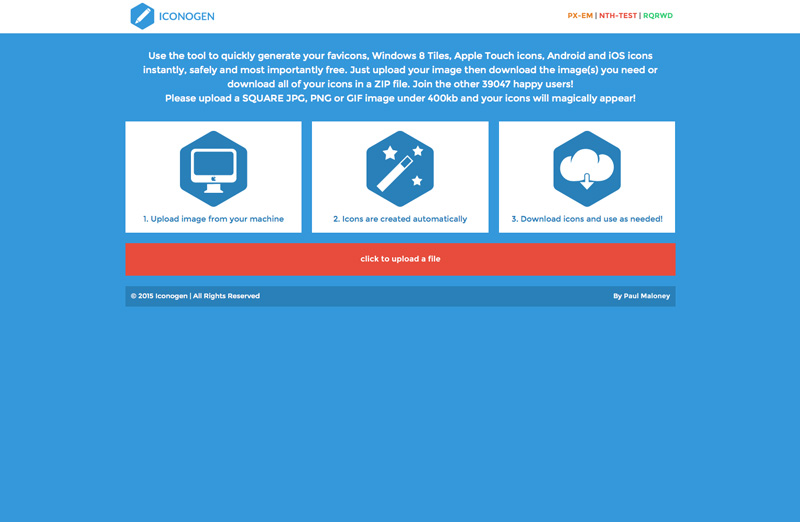 ICONOGEN
PX-EM | NTH-TEST | RQRWD
Use the tool to quickly generate your favicons, Windows 8 Tiles, Apple Touch icons, Android and iOS icons
instantly, safely and most importantly free. Just upload your image then download the image(s) you need or
download all of your icons in a ZIP file. Join the other 39047 happy users!
Please upload a SQUARE JPG, PNG or GIF image under 400kb and your icons will magically appear!
1. Upload image from your machine
2. Icons are created automatically
3. Download icons and use as needed!
click to upload a file
© 2015 Iconogen | All Rights Reserved
By Paul Maloney